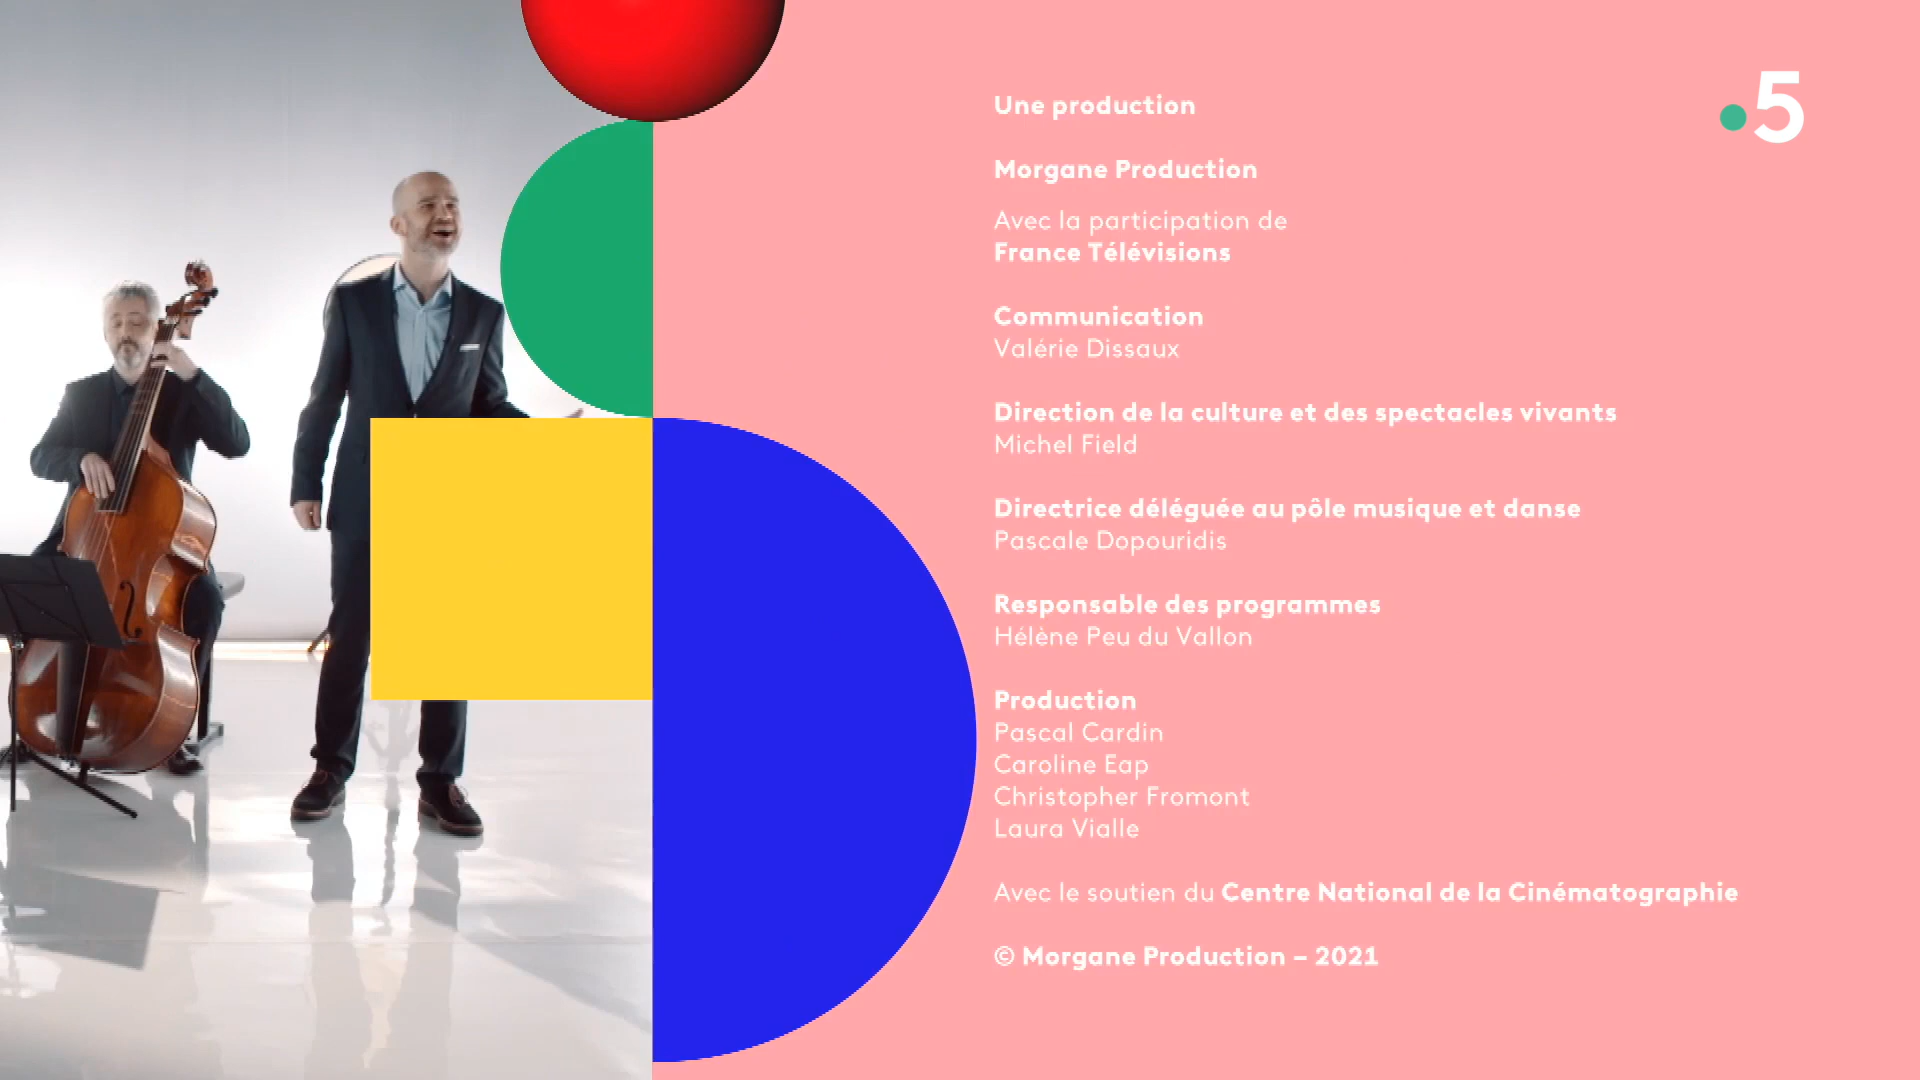 Une production
Morgane Production
Avec la participation de
France Télévisions
Communication
Valérie Dissaux
Direction de la culture et des spectacles vivants
Michel Field
Directrice déléguée au pôle musique et danse
Pascale Dopouridis
Responsable des programmes
Hélène Peu du Vallon
Production
Pascal Cardin
Caroline Eap
Christopher Fromont
Laura Vialle
Avec le soutien du Centre National de la Cinématographie
© Morgane Production – 2021
5